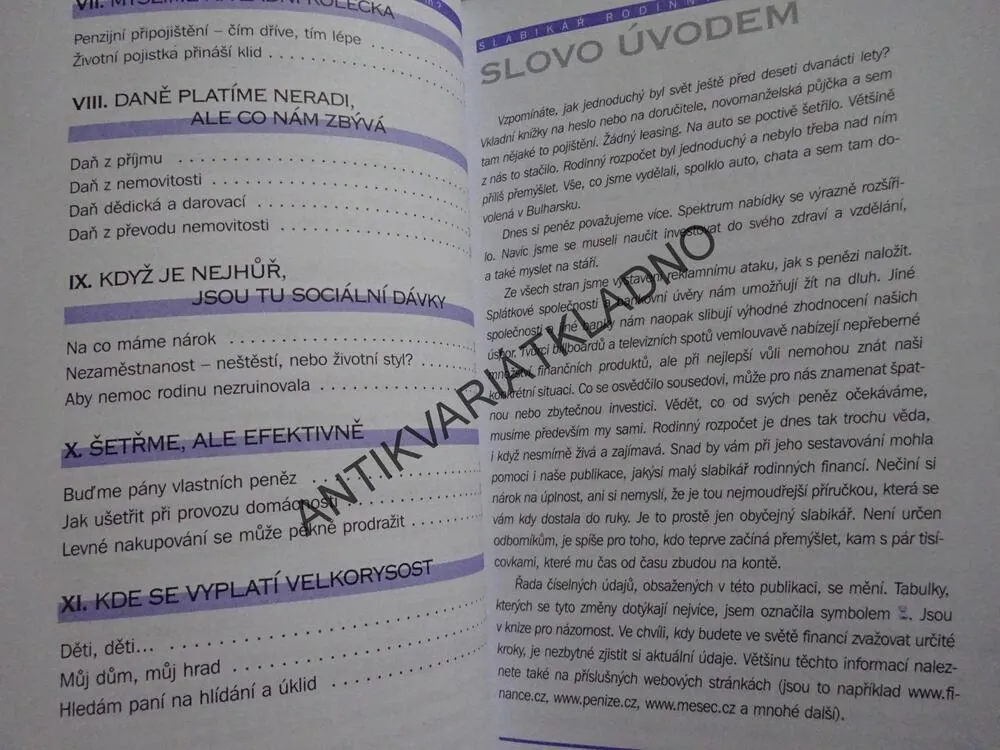 VII. MYSLÍME NA ZADNÍ KOLEČKA
Penzijní připojištění – čím dříve, tím lépe
Životní pojistka přináší klid
VIII. DANĚ PLATÍME NERADI,
ALE CO NÁM ZBÝVÁ
Daň z příjmu
Daň z nemovitosti
Daň dědická a darovací
Daň z převodu nemovitosti
IX. KDYŽ JE NEJHŮŘ,
JSOU TU SOCIÁLNÍ DÁVKY
Na co máme nárok
Nezaměstnanost – neštěstí, nebo životní styl?
Aby nemoc rodinu nezruinovala
X. ŠETŘME, ALE EFEKTIVNĚ
Buďme pány vlastních peněz
Jak ušetřit při provozu domácnosti
Levné nakupování se může pěkně prodražit
XI. KDE SE VYPLATÍ VELKORYSOST
Děti, děti...
Můj dům, můj hrad
Hledám paní na hlídání a úklid
SLABIKÁŘ RODINN
SLOVO ÚVODEM
Vzpomínáte, jak jednoduchý byl svět ještě před deseti dvanácti lety?
Vkladní knížky na heslo nebo na doručitele, novomanželská půjčka a sem
tam nějaké to pojištění. Žádný leasing. Na auto se poctivě šetřilo. Většině
z nás to stačilo. Rodinný rozpočet byl jednoduchý a nebylo třeba nad ním
příliš přemýšlet. Vše, co jsme vydělali, spolklo auto, chata a sem tam do-
volená v Bulharsku.
Dnes si peněz považujeme více. Spektrum nabídky se výrazně rozšíři-
lo. Navíc jsme se museli naučit investovat do svého zdraví a vzdělání,
a také myslet na stáří.
Ze všech stran jsme vystaveni reklamnímu ataku, jak s penězi naložit.
Splátkové společnosti a bankovní úvěry nám umožňují žít na dluh. Jiné
společnosti a jiné banky nám naopak slibují výhodné zhodnocení našich
úspor. Tvůrci billboardů a televizních spotů vemlouvavě nabízejí nepřeberné
množství finančních produktů, ale při nejlepší vůli nemohou znát naši
konkrétní situaci. Co se osvědčilo sousedovi, může pro nás znamenat špat-
nou nebo zbytečnou investici. Vědět, co od svých peněz očekáváme,
musíme především my sami. Rodinný rozpočet je dnes tak trochu věda,
i když nesmírně živá a zajímavá. Snad by vám při jeho sestavování mohla
pomoci i naše publikace, jakýsi malý slabikář rodinných financí. Nečiní si
nárok na úplnost, ani si nemyslí, že je tou nejmoudřejší příručkou, která se
vám kdy dostala do ruky. Je to prostě jen obyčejný slabikář. Není určen
odborníkům, je spíše pro toho, kdo teprve začíná přemýšlet, kam s pár tisí-
covkami, které mu čas od času zbudou na kontě.
Řada číselných údajů, obsažených v této publikaci, se mění. Tabulky,
kterých se tyto změny dotýkají nejvíce, jsem označila symbolem . Jsou
v knize pro názornost. Ve chvíli, kdy budete ve světě financí zvažovat určité
kroky, je nezbytné zjistit si aktuální údaje. Většinu těchto informací nalez-
nete také na příslušných webových stránkách (jsou to například www.fi-
nance.cz, www.penize.cz, www.mesec.cz a mnohé další).
ANTIKVARIATKLADNO